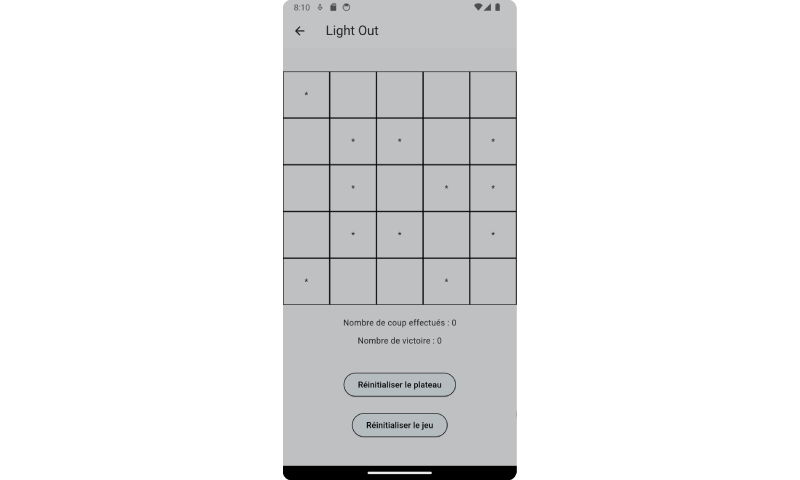 8:10
Light Out
*
* * *
* * *
* * *
* *
Nombre de coup effectués : 0
Nombre de victoire : 0
Réinitialiser le plateau
Réinitialiser le jeu